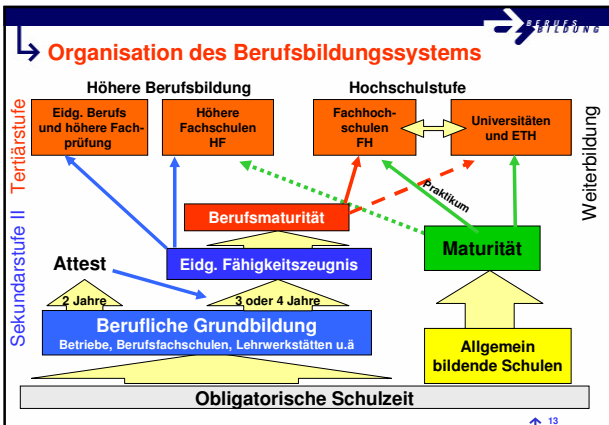 BERUFS
BILDUNG
Organisation des Berufsbildungssystems
Höhere Berufsbildung
Hochschulstufe
Eidg. Berufs
und höhere Fach-
prüfung
Höhere
Fachschulen
HF
Fachhoch-
schulen
FH
Universitäten
und ETH
Tertiärstufe
Weiterbildung
Praktikum
Berufsmaturität
Maturität
Sekundarstufe II
Attest
Eidg. Fähigkeitszeugnis
2 Jahre
3 oder 4 Jahre
Berufliche Grundbildung
Betriebe, Berufsfachschulen, Lehrwerkstätten u.ä
Allgemein
bildende Schulen
Obligatorische Schulzeit
13